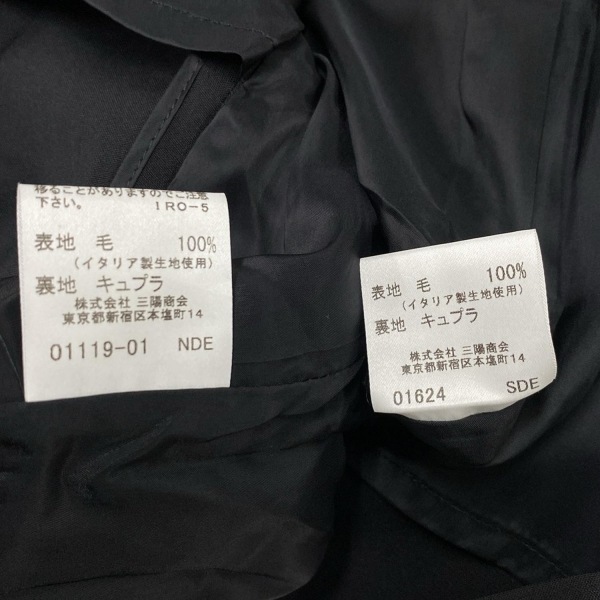 移ることがありますのでご注意
下さい。 IRO-5
表地 毛 100%
(イタリア製生地使用)
裏地 キュプラ
株式会社 三陽商会
東京都新宿区本塩町14
01119-01 NDE
表地 毛 100%
(イタリア製生地使用)
裏地 キュプラ
株式会社 三陽商会
東京都新宿区本塩町14
01624 SDE